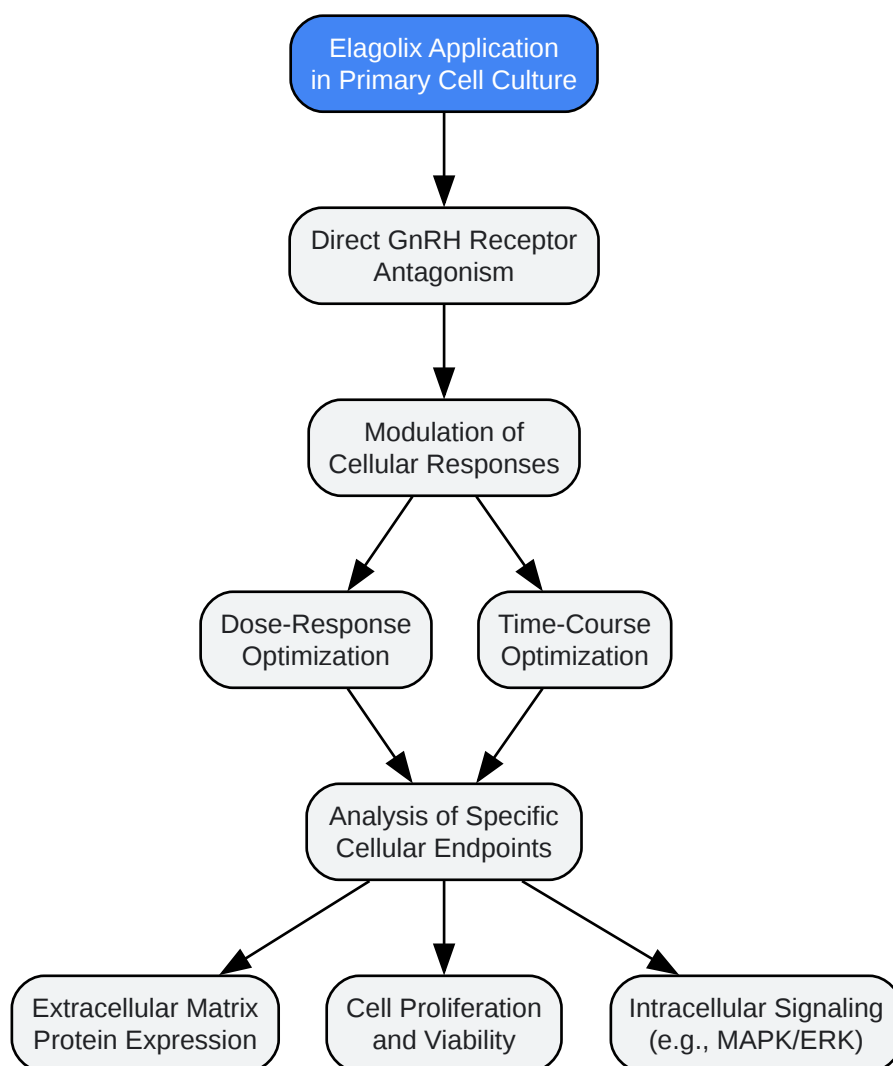 Elagolix Application
in Primary Cell Culture
Direct GnRH Receptor
Antagonism
Modulation of
Cellular Responses
Dose-Response
Optimization
Time-Course
Optimization
Analysis of Specific
Cellular Endpoints
Extracellular Matrix
Protein Expression
Cell Proliferation
and Viability
Intracellular Signaling
(e.g., MAPK/ERK)